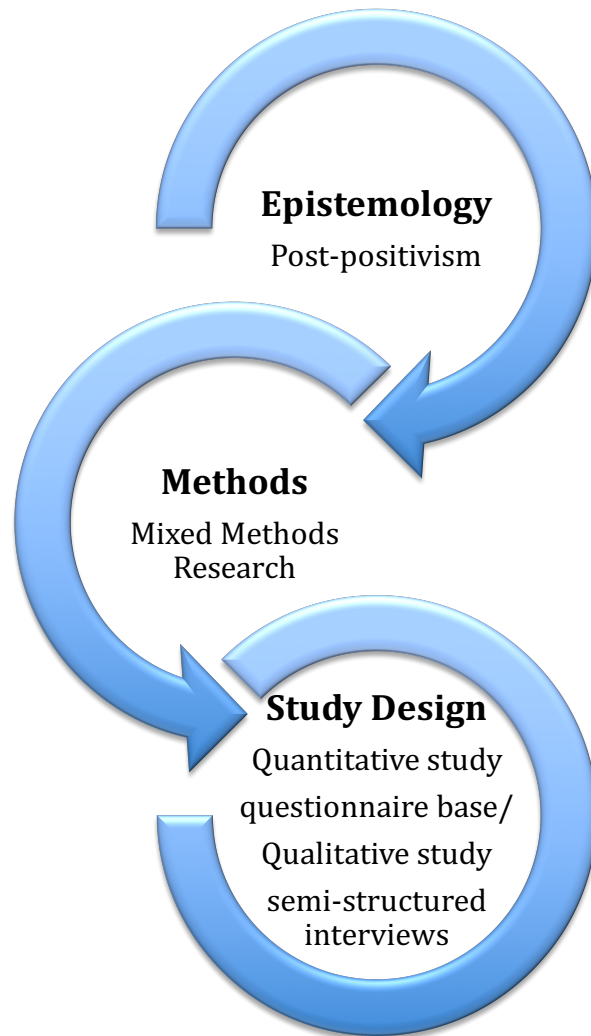 Epistemology
Post-positivism
Methods
Mixed Methods
Research
Study Design
Quantitative study
questionnaire base/
Qualitative study
semi-structured
interviews